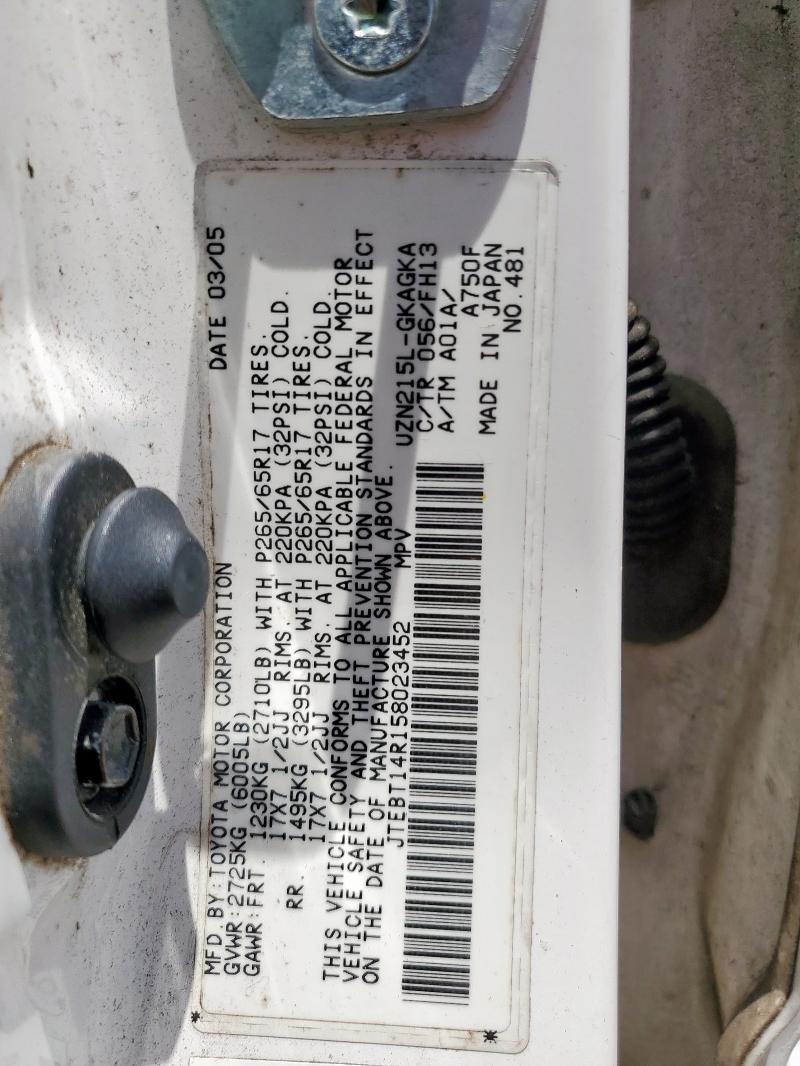 MFD. BY: TOYOTA MOTOR CORPORATION DATE 03/05
GVWR: 2725KG (6005LB)
GAWR: FRT. 1230KG (2710LB) WITH P265/65R17 TIRES.
17X7 1/2JJ RIMS. AT 220KPA (32PSI) COLD.
RR. 1495KG (3295LB) WITH P265/65R17 TIRES.
17X7 1/2JJ RIMS. AT 220KPA (32PSI) COLD.
THIS VEHICLE CONFORMS TO ALL APPLICABLE FEDERAL MOTOR
VEHICLE SAFETY AND THEFT PREVENTION STANDARDS IN EFFECT
ON THE DATE OF MANUFACTURE SHOWN ABOVE.
JTEBT14R158023452 MPV UZN215L-GKAGKA
C/TR 056/FH13
A/TM A01A/
A750F
MADE IN JAPAN
NO.481